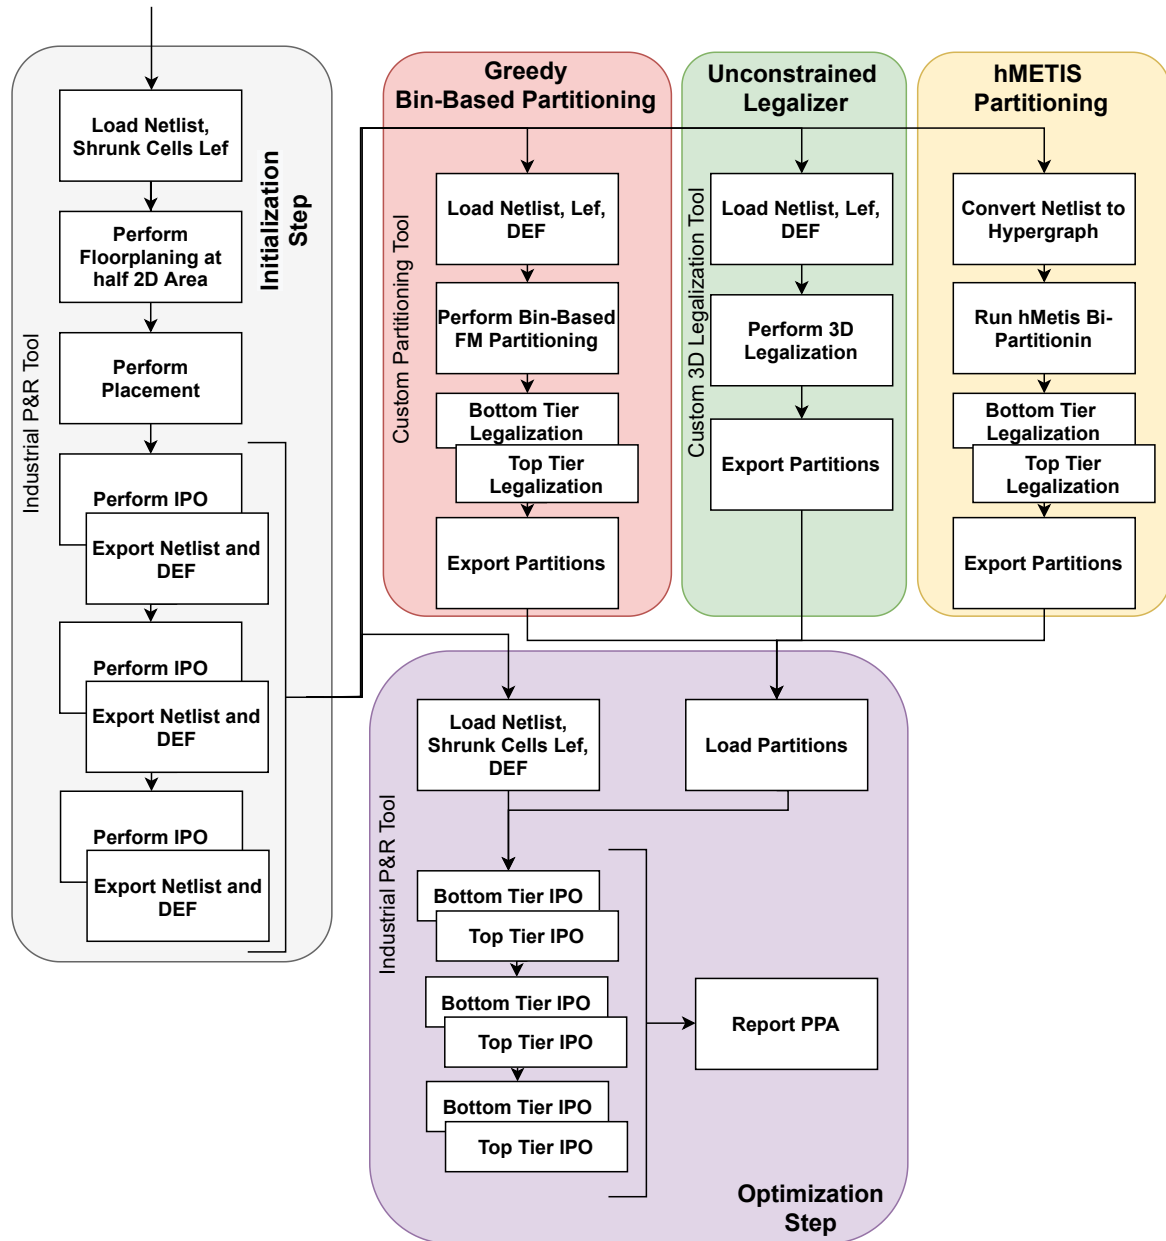 Load Netlist,
Shrunk Cells Lef
Perform
Floorplaning at
half 2D Area
Perform
Placement
Perform IPO
Export Netlist and
DEF
Perform IPO
Export Netlist and
DEF
Perform IPO
Export Netlist and
DEF
Initialization
Step
Industrial P&R Tool
Greedy
Bin-Based Partitioning
Load Netlist, Lef,
DEF
Perform Bin-Based
FM Partitioning
Bottom Tier
Legalization
Top Tier
Legalization
Export Partitions
Custom Partitioning Tool
Unconstrained
Legalizer
Load Netlist, Lef,
DEF
Perform 3D
Legalization
Export Partitions
Custom 3D Legalization Tool
hMETIS
Partitioning
Convert Netlist to
Hypergraph
Run hMetis Bi-
Partitionin
Bottom Tier
Legalization
Top Tier
Legalization
Export Partitions
Load Netlist,
Shrunk Cells Lef,
DEF
Load Partitions
Industrial P&R Tool
Bottom Tier IPO
Top Tier IPO
Bottom Tier IPO
Top Tier IPO
Bottom Tier IPO
Top Tier IPO
Report PPA
Optimization
Step